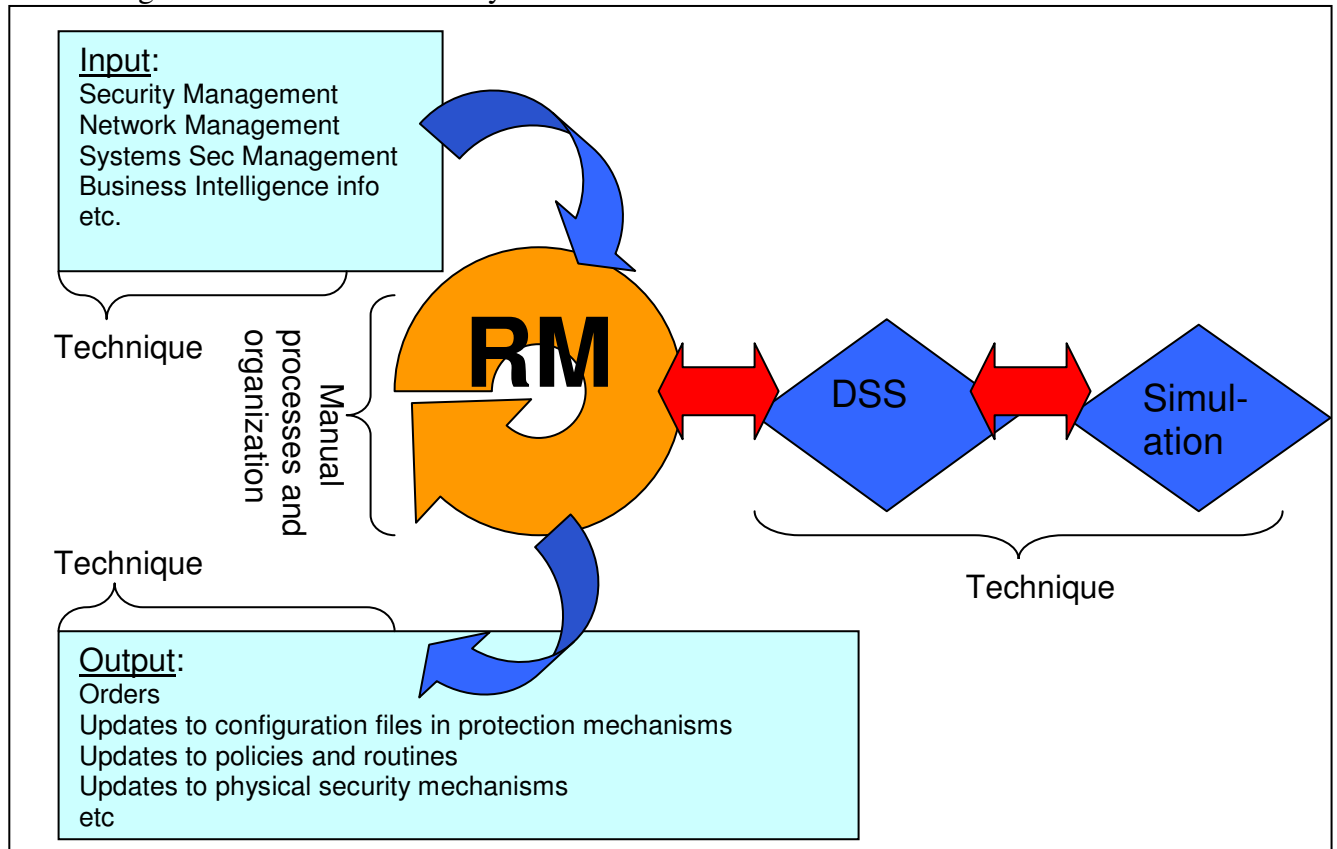 Input:
Security Management
Network Management
Systems Sec Management
Business Intelligence info
etc.
Technique
Manual
processes and
organization
RM
DSS
Simul-
ation
Technique
Technique
Output:
Orders
Updates to configuration files in protection mechanisms
Updates to policies and routines
Updates to physical security mechanisms
etc